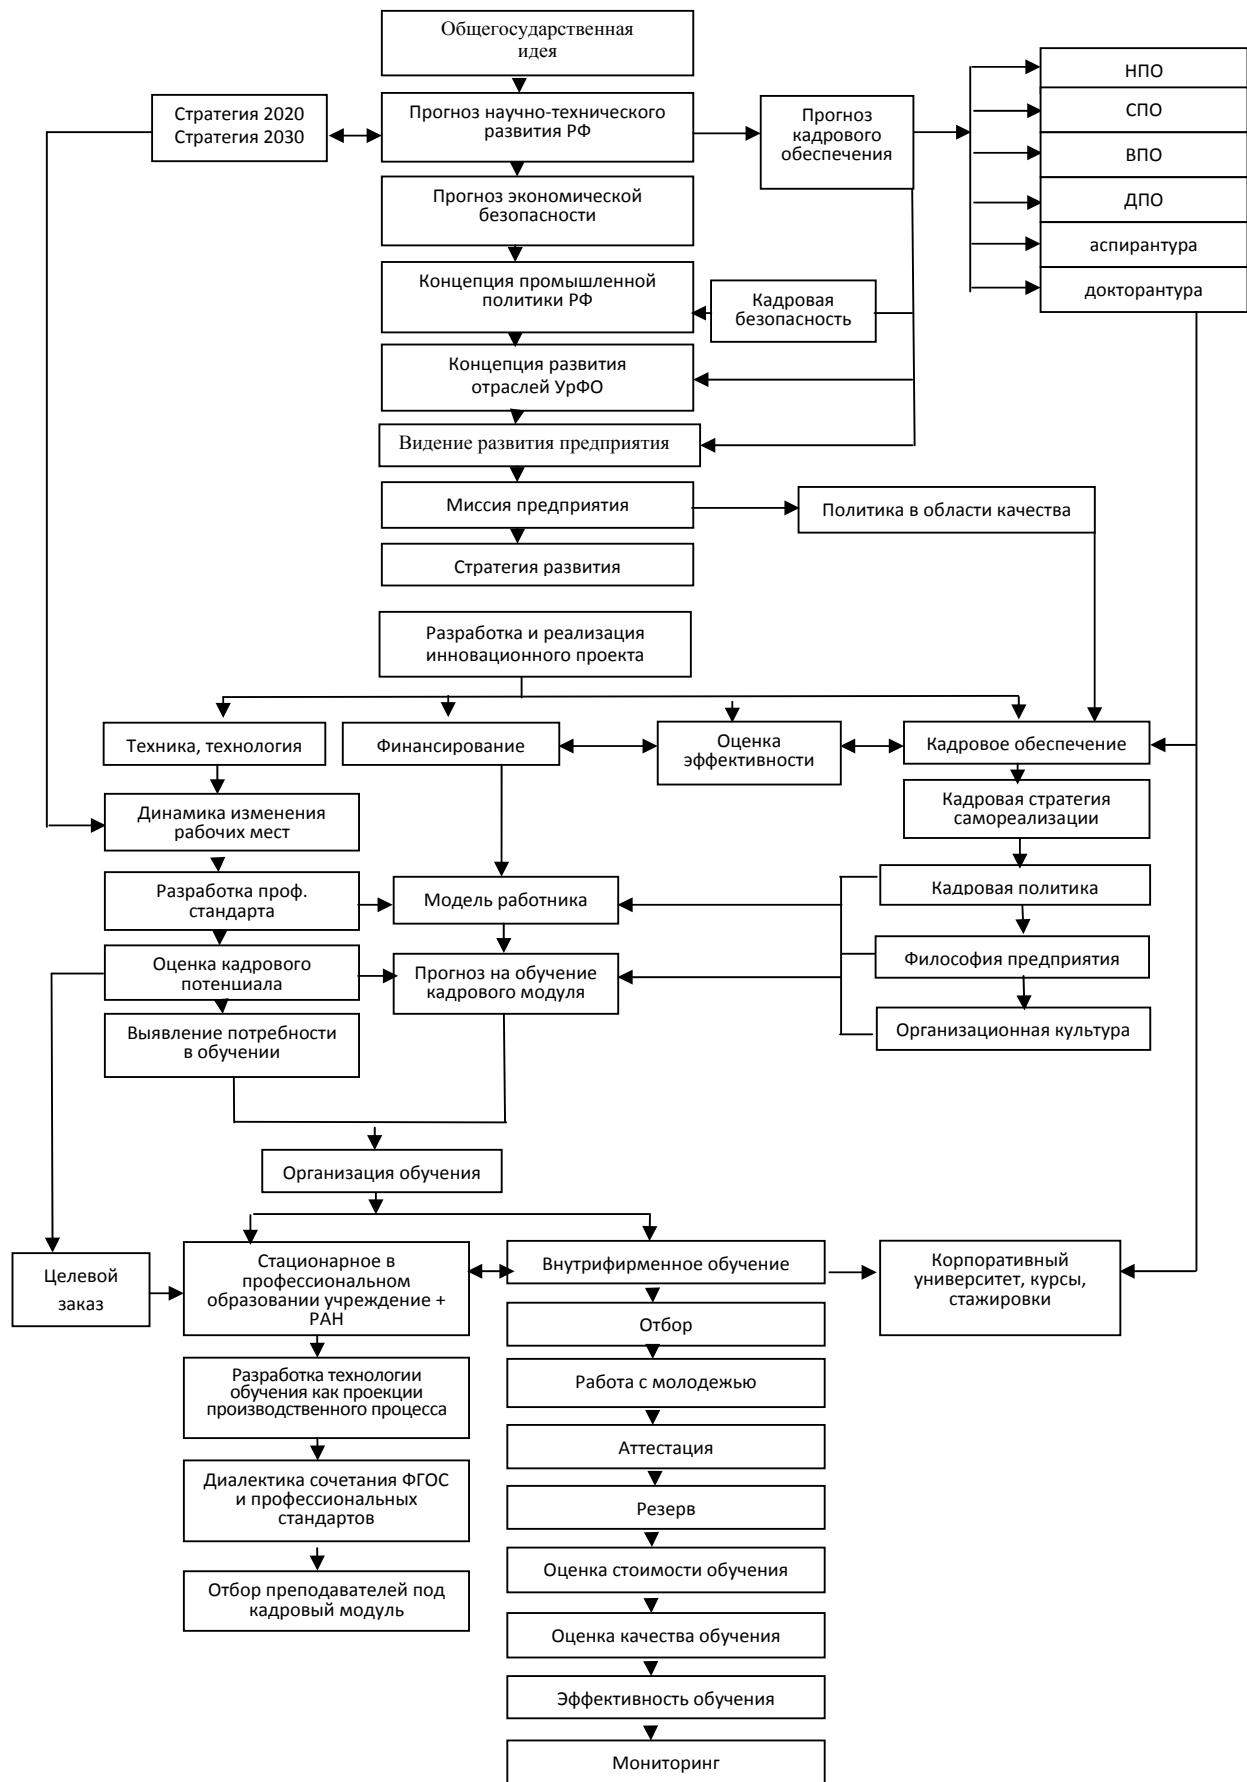 Общегосударственная
идея
Стратегия 2020
Стратегия 2030
Прогноз научно-технического
развития РФ
Прогноз
кадрового
обеспечения
НПО
СПО
ВПО
ДПО
аспирантура
докторантура
Прогноз экономической
безопасности
Концепция промышленной
политики РФ
Кадровая
безопасность
Концепция развития
отраслей УрФО
Видение развития предприятия
Миссия предприятия
Политика в области качества
Стратегия развития
Разработка и реализация
инновационного проекта
Техника, технология
Финансирование
Оценка
эффективности
Кадровое обеспечение
Динамика изменения
рабочих мест
Кадровая стратегия
самореализации
Разработка проф.
стандарта
Модель работника
Кадровая политика
Оценка кадрового
потенциала
Прогноз на обучение
кадрового модуля
Философия предприятия
Выявление потребности
в обучении
Организационная культура
Организация обучения
Целевой
заказ
Стационарное в
профессиональном
образовании учреждение +
РАН
Внутрифирменное обучение
Корпоративный
университет, курсы,
стажировки
Отбор
Разработка технологии
обучения как проекции
производственного процесса
Работа с молодежью
Аттестация
Диалектика сочетания ФГОС
и профессиональных
стандартов
Резерв
Отбор преподавателей под
кадровый модуль
Оценка стоимости обучения
Оценка качества обучения
Эффективность обучения
Мониторинг